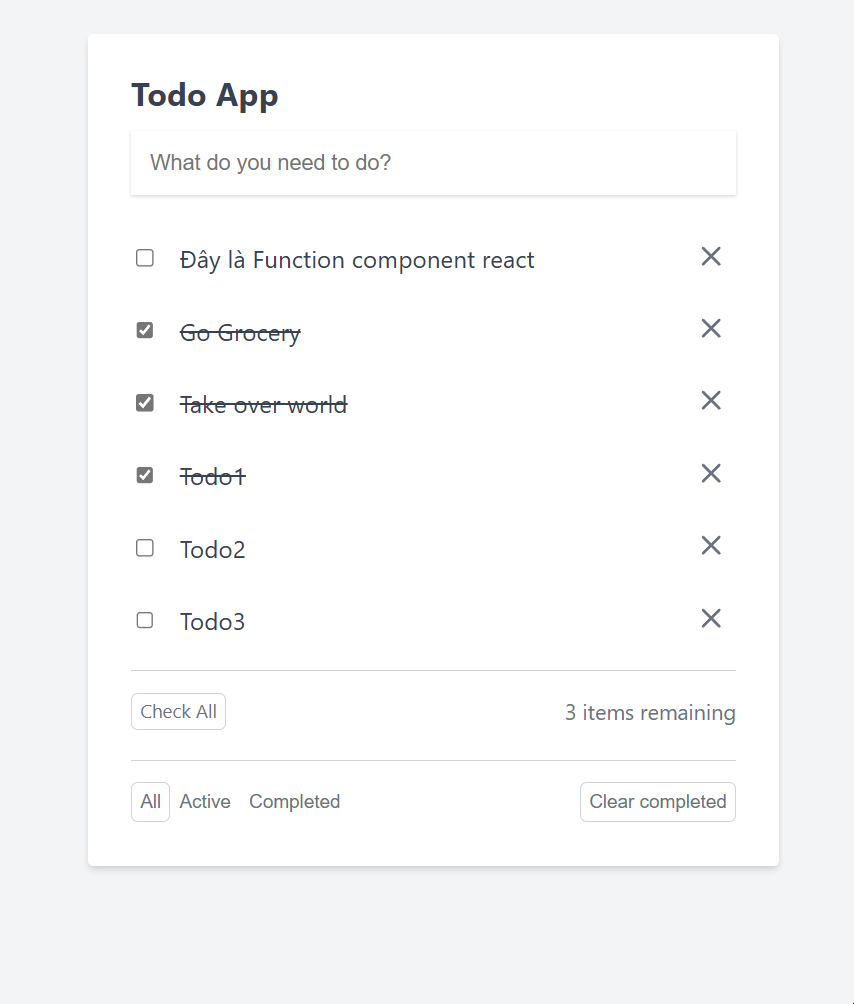 Todo App
What do you need to do?
Đây là Function component react
Go Grocery
Take over world
Todo1
Todo2
Todo3
Check All 3 items remaining
All Active Completed Clear completed